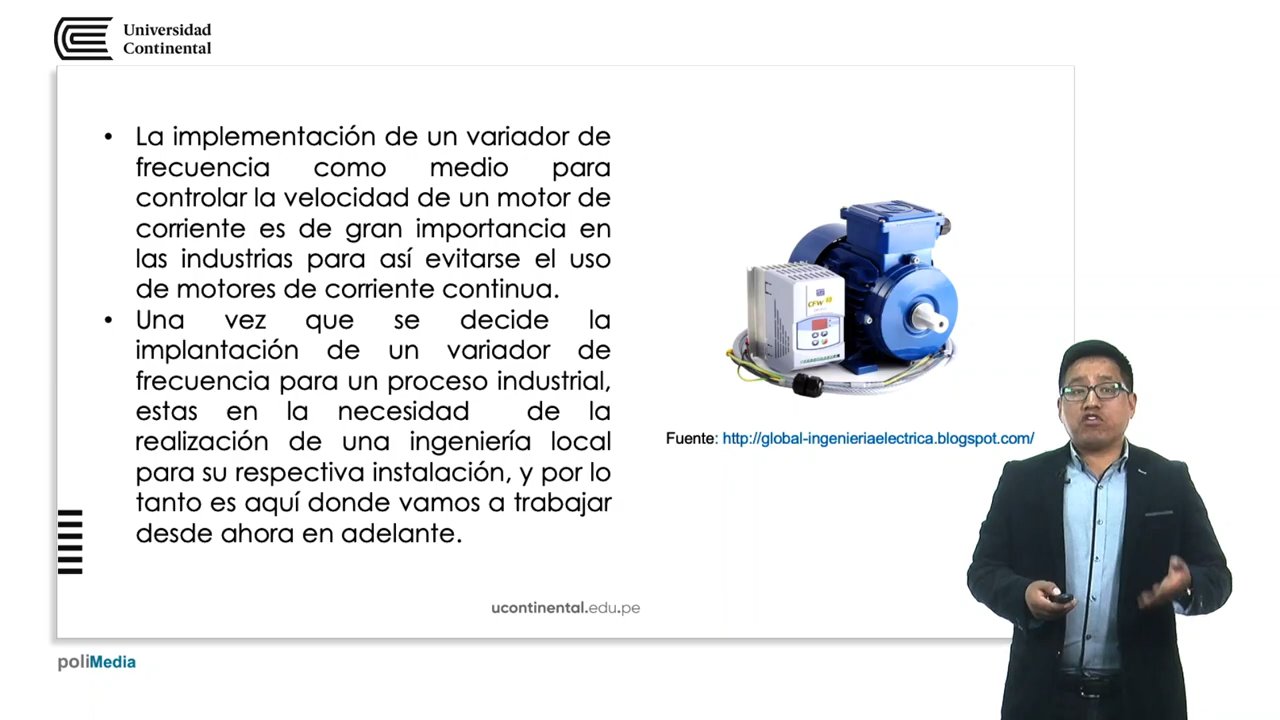 Universidad
Continental
• La implementación de un variador de
frecuencia como medio para
controlar la velocidad de un motor de
corriente es de gran importancia en
las industrias para así evitarse el uso
de motores de corriente continua.
• Una vez que se decide la
implantación de un variador de
frecuencia para un proceso industrial,
estas en la necesidad de la
realización de una ingeniería local
para su respectiva instalación, y por lo
tanto es aquí donde vamos a trabajar
desde ahora en adelante.
CFW
Fuente: http://global-ingenieriaelectrica.blogspot.com/
ucontinental.edu.pe
poliMedia